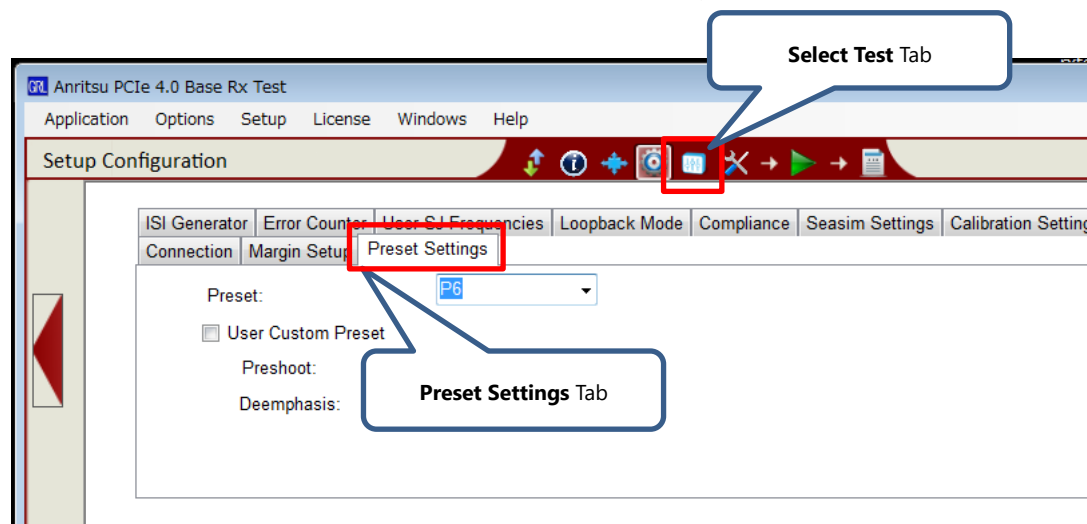 Select Test Tab
GRL Anritsu PCIe 4.0 Base Rx Test
Application Options Setup License Windows Help
Setup Configuration
ISI Generator Error Counter User SJ Frequencies Loopback Mode Compliance Seasim Settings Calibration Setting
Connection Margin Setup Preset Settings
Preset: P6
User Custom Preset
Preshoot:
Deemphasis:
Preset Settings Tab